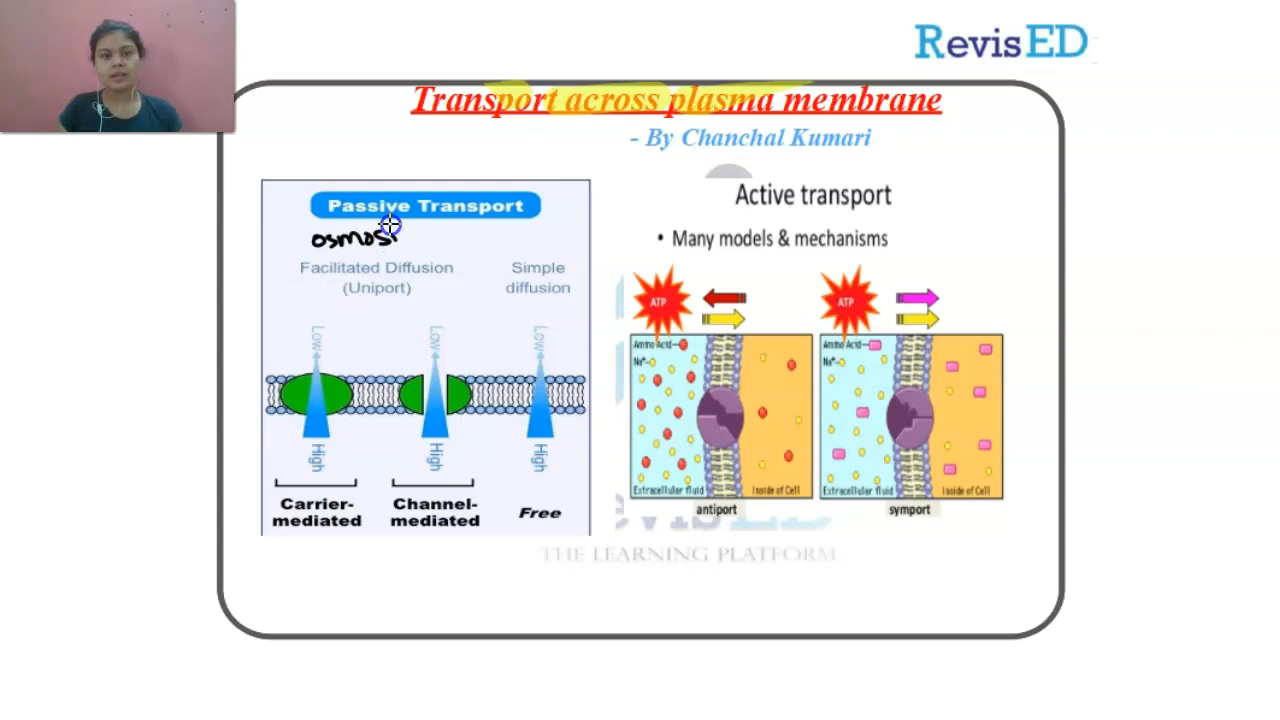 RevisED
Transport across plasma membrane
- By Chanchal Kumari
Passive Transport
osmosi
Facilitated Diffusion
(Uniport)
Simple
diffusion
Low
Low
Low
High
High
High
Carrier-
mediated
Channel-
mediated
Free
Active transport
• Many models & mechanisms
ATP
ATP
Amino Acid
Na+
Extracellular fluid
Inside of Cell
antiport
Amino Acid
Na+
Extracellular fluid
Inside of Cell
symport
evisED
THE LEARNING PLATFORM